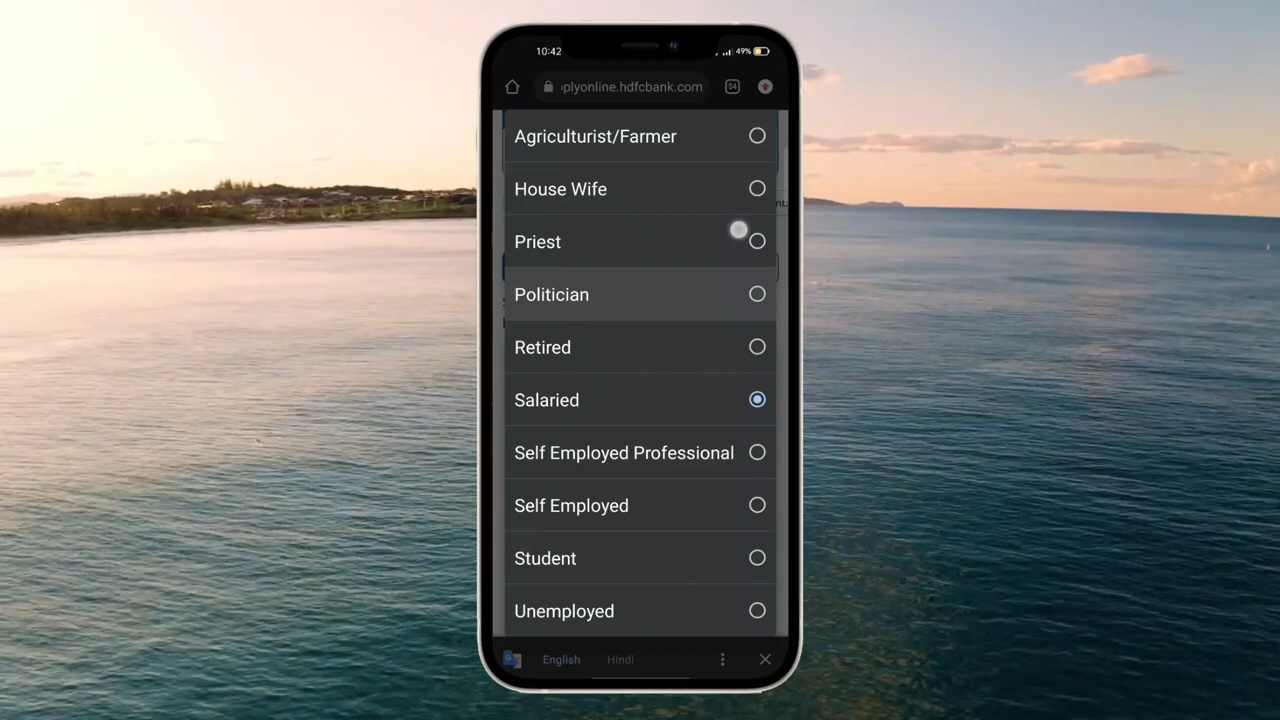 10:42
49%
plyonline.hdfcbank.com
54
Agriculturist/Farmer
House Wife
Priest
Politician
Retired
Salaried
Self Employed Professional
Self Employed
Student
Unemployed
English Hindi